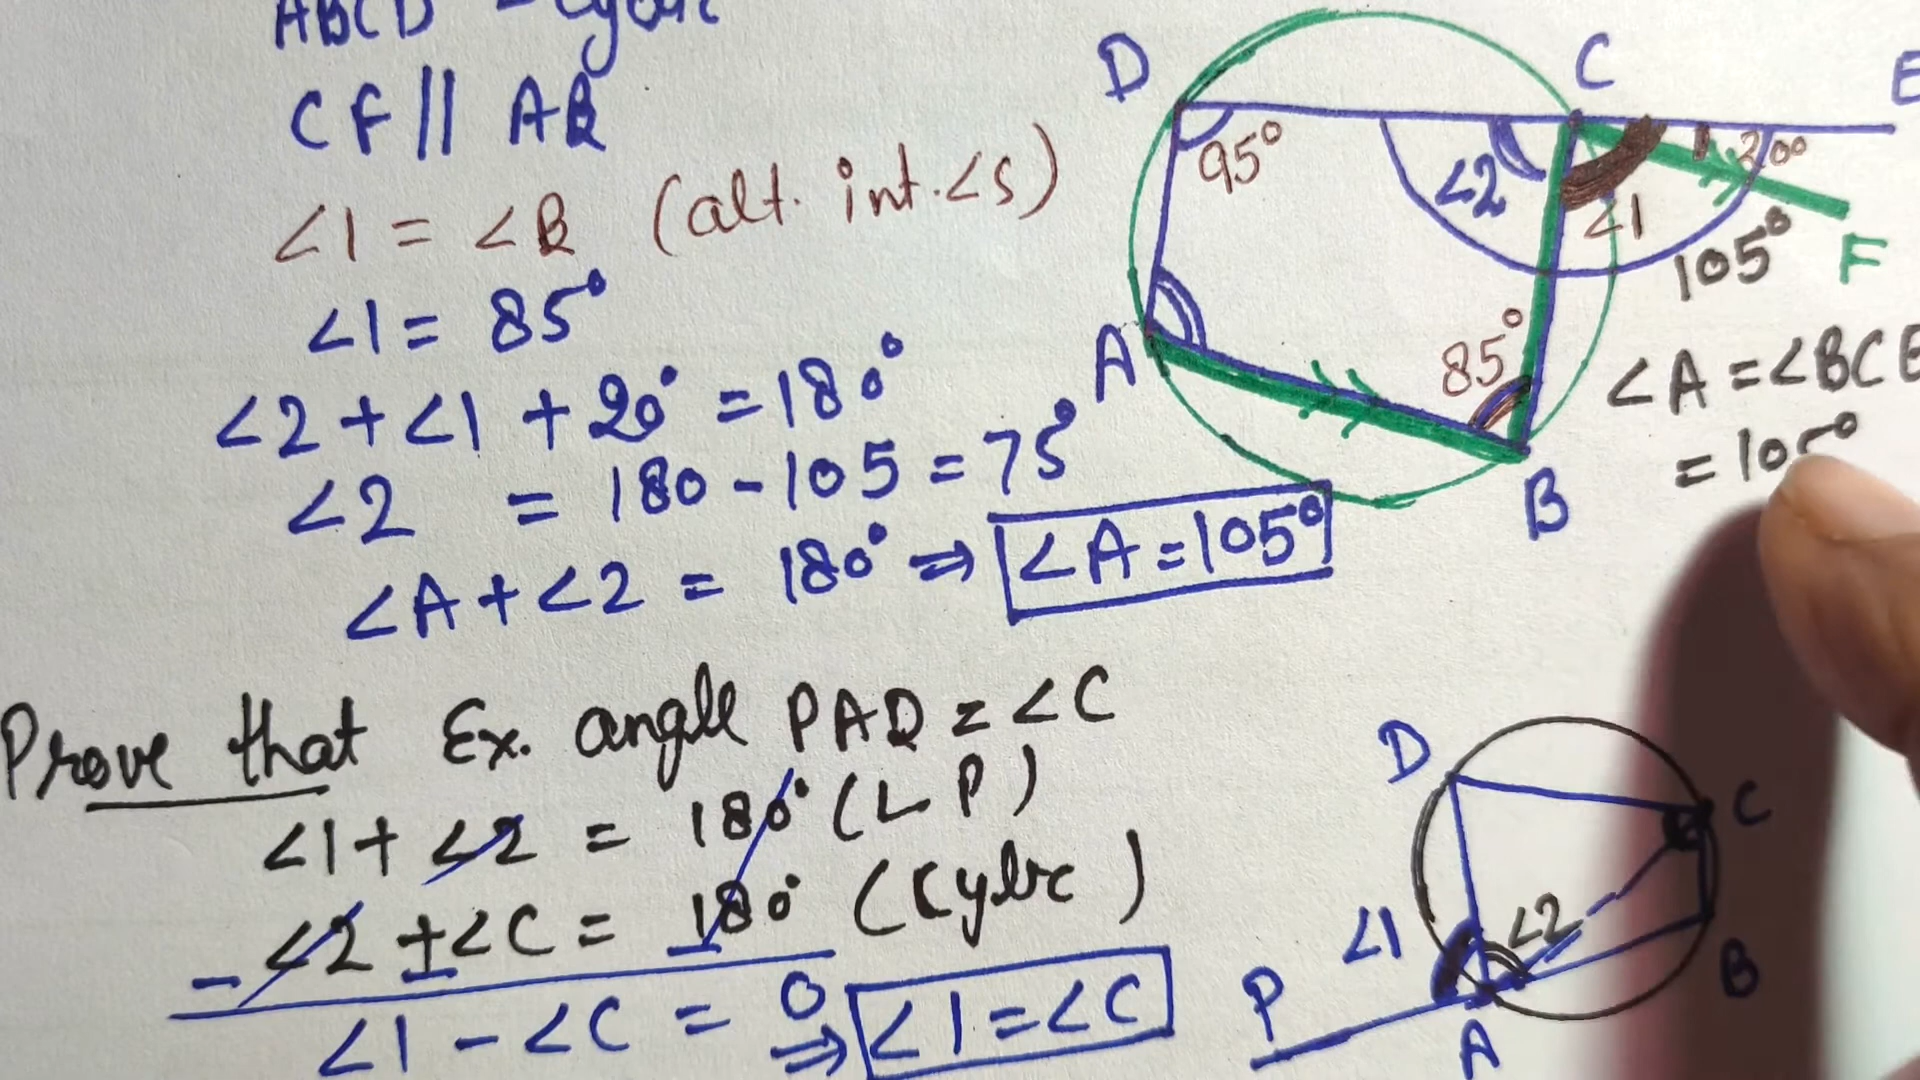 ABCD - Cyclic
CF || AB
∠1 = ∠B (alt. int. ∠s)
∠1 = 85°
∠2 + ∠1 + 20° = 180°
∠2 = 180 - 105 = 75°
∠A + ∠2 = 180° ⇒ ∠A = 105°
D
C
E
95°
∠2
∠1
20°
105°
F
A
85°
B
∠A = ∠BCE
= 105°
Prove that Ex. angle PAD = ∠C
∠1 + ∠2 = 180° (LP)
∠2 + ∠C = 180° (Cyclic)
- - -
∠1 - ∠C = 0 ⇒ ∠1 = ∠C
D
C
∠1
∠2
B
P
A